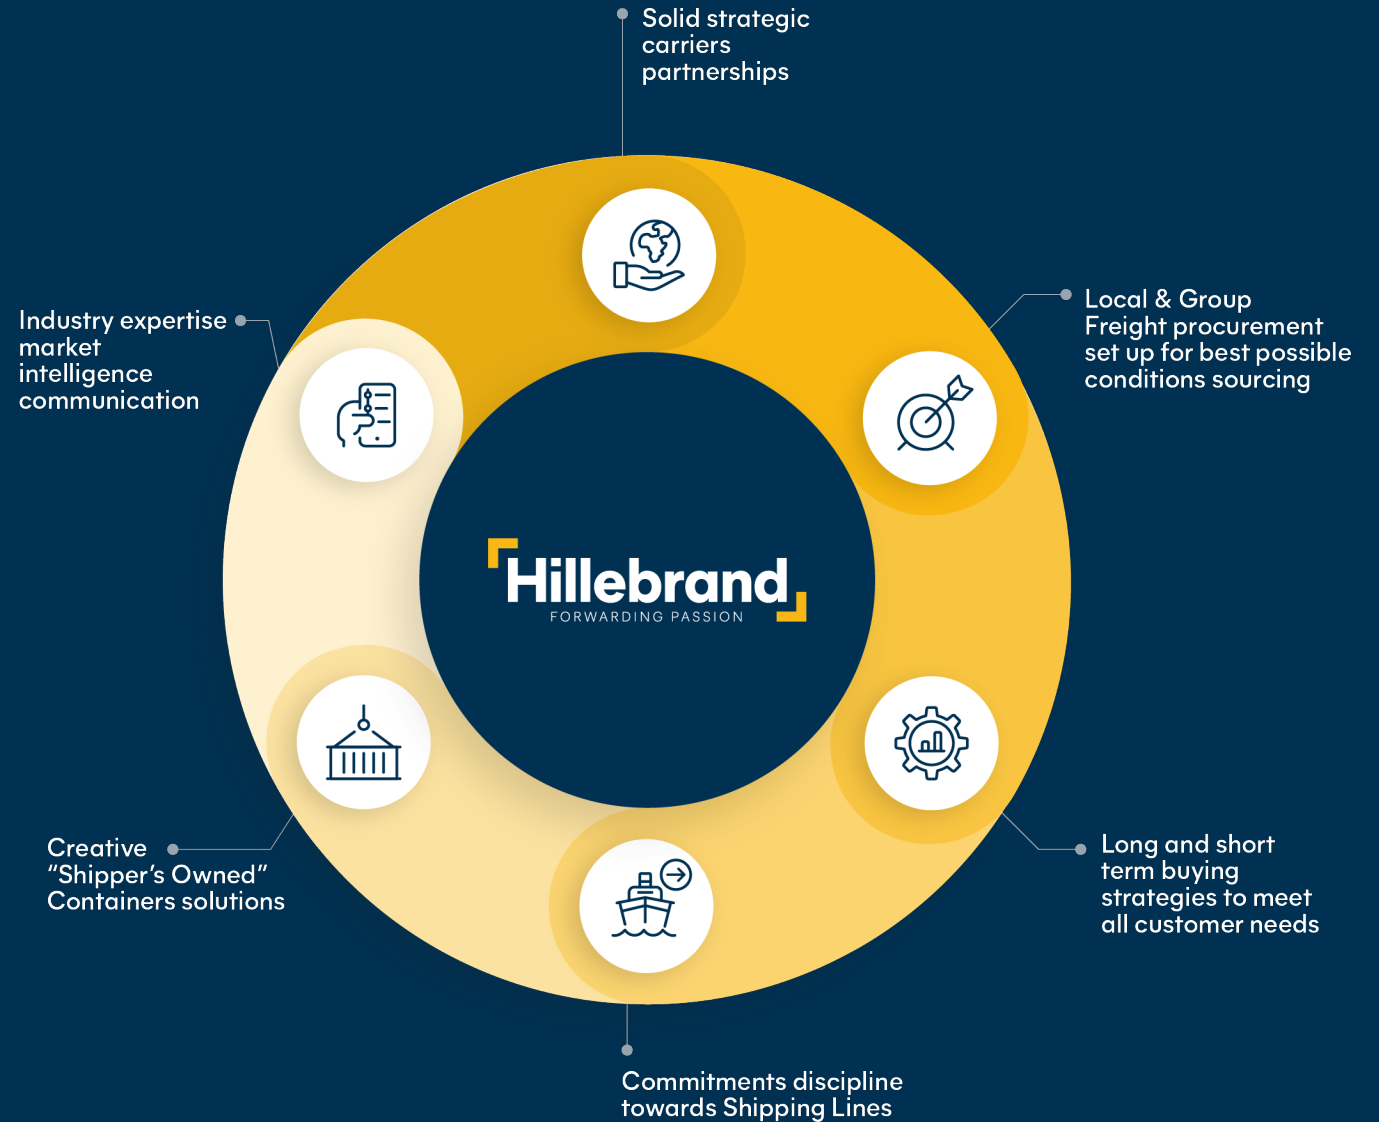 Solid strategic
carriers
partnerships
Local & Group
Freight procurement
set up for best possible
conditions sourcing
Industry expertise
market
intelligence
communication
Hillebrand
FORWARDING PASSION
Creative
“Shipper’s Owned”
Containers solutions
Long and short
term buying
strategies to meet
all customer needs
Commitments discipline
towards Shipping Lines